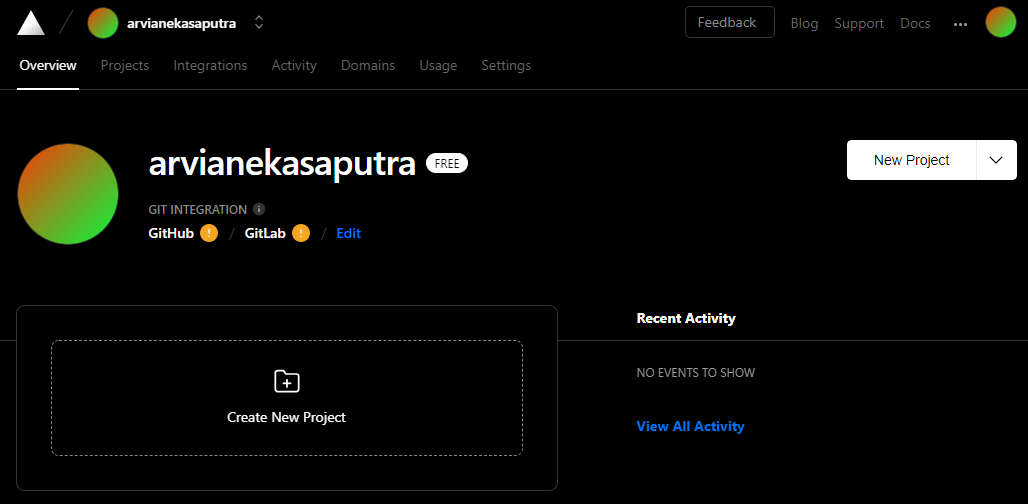 arvianekasaputra
Feedback Blog Support Docs ...
Overview Projects Integrations Activity Domains Usage Settings
arvianekasaputra FREE
New Project
GIT INTEGRATION i
GitHub ! / GitLab ! / Edit
Recent Activity
Create New Project
NO EVENTS TO SHOW
View All Activity